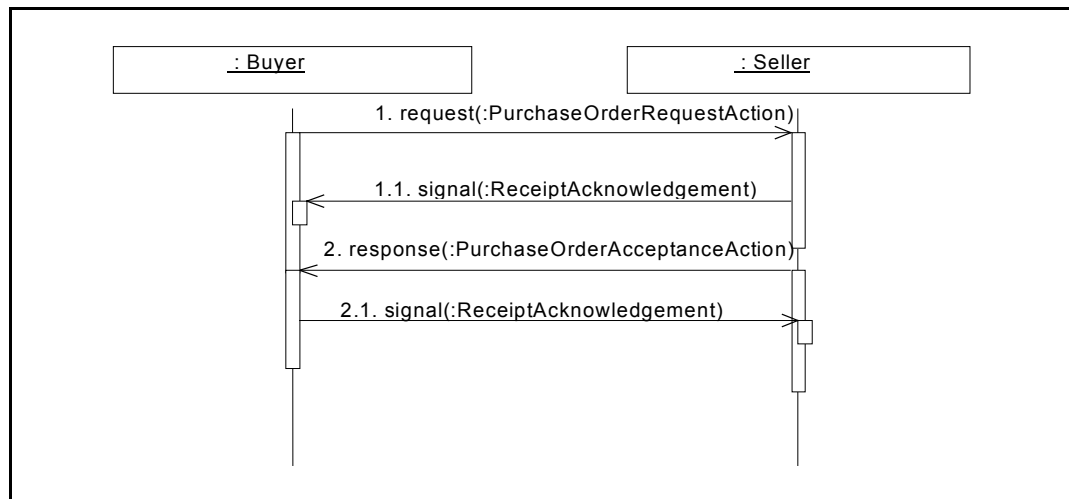 : Buyer
: Seller
1. request(:PurchaseOrderRequestAction)
1.1. signal(:ReceiptAcknowledgement)
2. response(:PurchaseOrderAcceptanceAction)
2.1. signal(:ReceiptAcknowledgement)